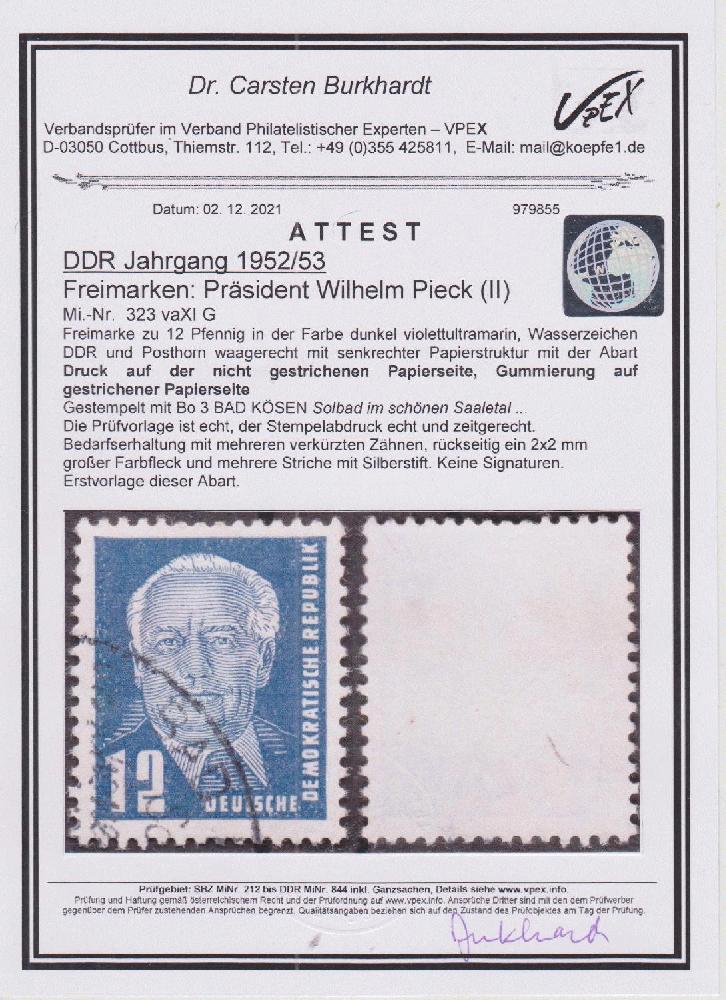 Dr. Carsten Burkhardt
VPEX
Verbandsprüfer im Verband Philatelistischer Experten – VPEX
D-03050 Cottbus, Thiemstr. 112, Tel.: +49 (0)355 425811, E-Mail: mail@koepfe1.de
Datum: 02. 12. 2021 979855
ATTEST
DDR Jahrgang 1952/53
Freimarken: Präsident Wilhelm Pieck (II)
Mi.-Nr. 323 vaXI G
Freimarke zu 12 Pfennig in der Farbe dunkel violettultramarin, Wasserzeichen
DDR und Posthorn waagerecht mit senkrechter Papierstruktur mit der Abart
Druck auf der nicht gestrichenen Papierseite, Gummierung auf
gestrichener Papierseite
Gestempelt mit Bo 3 BAD KÖSEN Solbad im schönen Saaletal ..
Die Prüfvorlage ist echt, der Stempelabdruck echt und zeitgerecht.
Bedarfserhaltung mit mehreren verkürzten Zähnen, rückseitig ein 2x2 mm
großer Farbfleck und mehrere Striche mit Silberstift. Keine Signaturen.
Erstvorlage dieser Abart.
12
DEUTSCHE
DEMOKRATISCHE REPUBLIK
BAD
Prüfgebiet: SBZ MiNr. 212 bis DDR MiNr. 844 inkl. Ganzsachen, Details siehe www.vpex.info.
Prüfung und Haftung gemäß österreichischem Recht und der Prüfordnung auf www.vpex.info. Ansprüche Dritter sind mit den dem Prüfwerber
gegenüber dem Prüfer zustehenden Ansprüchen begrenzt. Qualitätsangaben beziehen sich auf den Zustand des Prüfobjektes am Tag der Prüfung.
Burkhardt